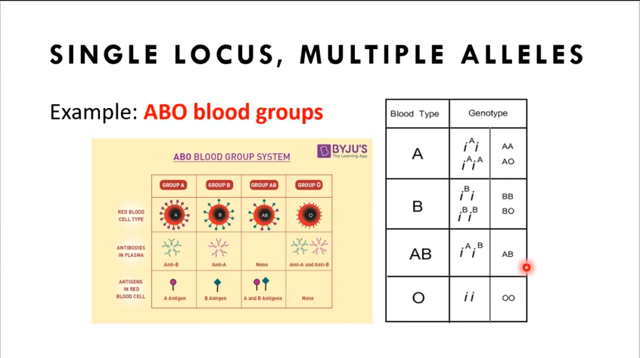 SINGLE LOCUS, MULTIPLE ALLELES
Example: ABO blood groups
ABO BLOOD GROUP SYSTEM
BYJU'S
The Learning App
GROUP A GROUP B GROUP AB GROUP O
RED BLOOD
CELL TYPE
A B AB O
ANTIBODIES
IN PLASMA
Anti-B Anti-A None Anti-A and Anti-B
ANTIGENS
IN RED
BLOOD CELL
A Antigen B Antigen A and B Antigens None
Blood Type Genotype
A
i^A i AA
i^A i^A AO
B
i^B i BB
i^B i^B BO
AB i^A i^B AB
O ii OO